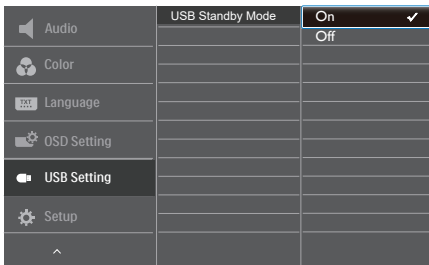 Audio
Color
TXT Language
OSD Setting
USB Setting
Setup
USB Standby Mode
On
Off